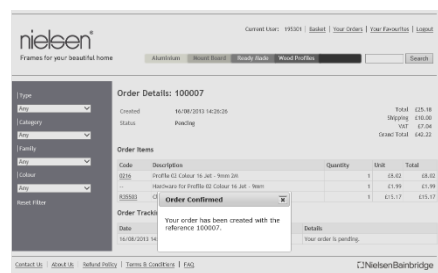 Current User: 195301 | Basket | Your Orders | Your Favourites | Logout
nielsen
Frames for your beautiful home
Aluminium Mount Board Ready Made Wood Profiles Search
Order Details: 100007
Type
Any
Created 16/08/2013 14:26:26
Status Pending
Total £25.18
Shipping £10.00
VAT £7.04
Grand Total £42.22
Category
Any
Family
Any
Order Items
Code Description Quantity Unit Total
Colour
Any
0216 Profile 02 Colour 16 Jet - 9mm 2M 1 £8.02 £8.02
-- Hardware for Profile 02 Colour 16 Jet - 9mm 1 £1.99 £1.99
Reset Filter
1 £15.17 £15.17
Order Confirmed
Your order has been created with the
reference 100007.
Order Tracki
Date Details
16/08/2013 14 Your order is pending.
Contact Us | About Us | Refund Policy | Terms & Conditions | FAQ
NielsenBainbridge